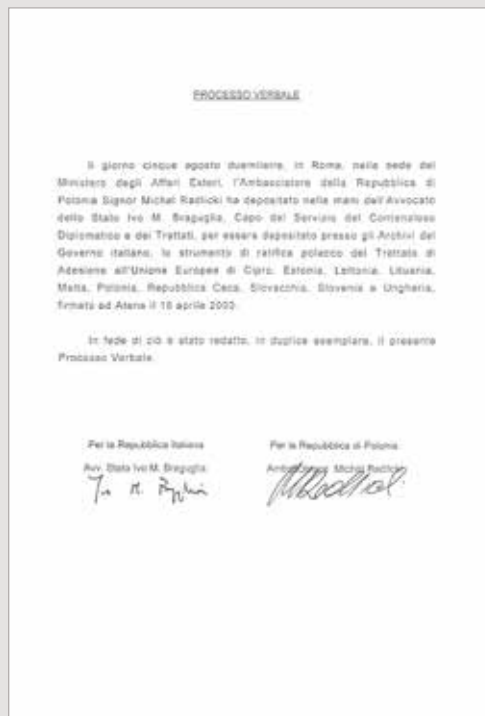 PROCESSO VERBALE
Il giorno cinque agosto duemilatre, in Roma, nella sede del
Ministero degli Affari Esteri, l'Ambasciatore della Repubblica di
Polonia Signor Michał Radlicki ha depositato nelle mani dell'Avvocato
dello Stato Ivo M. Braguglia, Capo del Servizio del Contenzioso
Diplomatico e dei Trattati, per essere depositato presso gli Archivi del
Governo italiano, lo strumento di ratifica polacco del Trattato di
Adesione all'Unione Europea di Cipro, Estonia, Lettonia, Lituania,
Malta, Polonia, Repubblica Ceca, Slovacchia, Slovenia e Ungheria,
firmato ad Atene il 16 aprile 2003.
In fede di ciò è stato redatto, in duplice esemplare, il presente
Processo Verbale.
Per la Repubblica Italiana
Per la Repubblica di Polonia
Avv. Stato Ivo M. Braguglia
Michał Radlicki